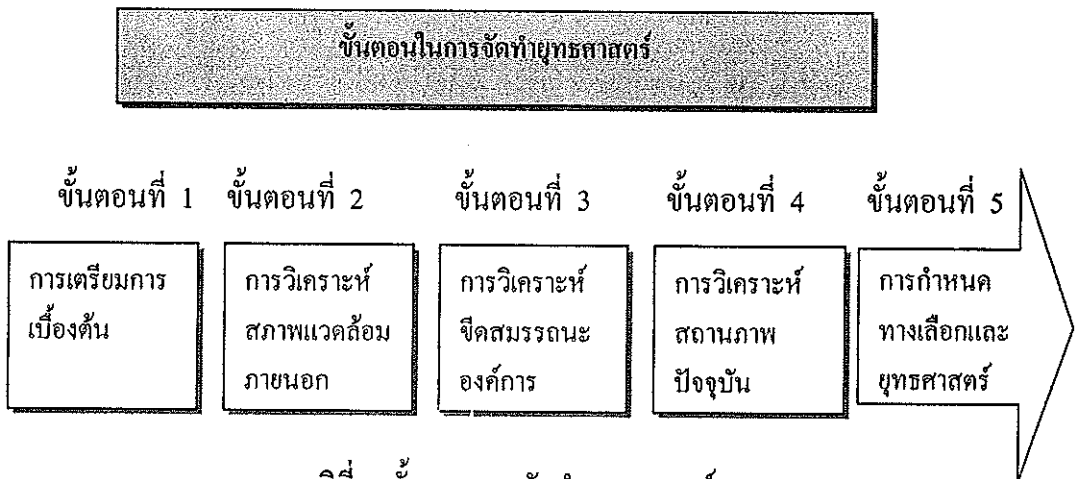 ขั้นตอนในการจัดทำยุทธศาสตร์
ขั้นตอนที่ 1 ขั้นตอนที่ 2 ขั้นตอนที่ 3 ขั้นตอนที่ 4 ขั้นตอนที่ 5
การเตรียมการ
เบื้องต้น
การวิเคราะห์
สภาพแวดล้อม
ภายนอก
การวิเคราะห์
ขีดสมรรถนะ
องค์การ
การวิเคราะห์
สถานภาพ
ปัจจุบัน
การกำหนด
ทางเลือกและ
ยุทธศาสตร์